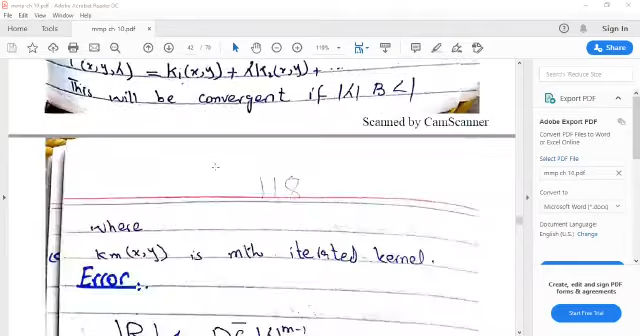 mmp ch 10.pdf - Adobe Acrobat Reader DC
File Edit View Sign Window Help
Home Tools mmp ch 10.pdf × Sign In
42 / 70 119% Share
Γ(x,y,λ) = K₁(x,y) + λK₂(x,y) + ...
This will be convergent if |λ| B < |
Scanned by CamScanner
118
where
Km(x,y) is mth iterated kernel.
Error:
Search 'Reduce Size'
Export PDF
Adobe Export PDF
Convert PDF Files to Word
or Excel Online
Select PDF File
mmp ch 10.pdf ×
Convert to
Microsoft Word (*.docx)
Document Language:
English (U.S.) Change
Create, edit and sign PDF
forms & agreements
Start Free Trial